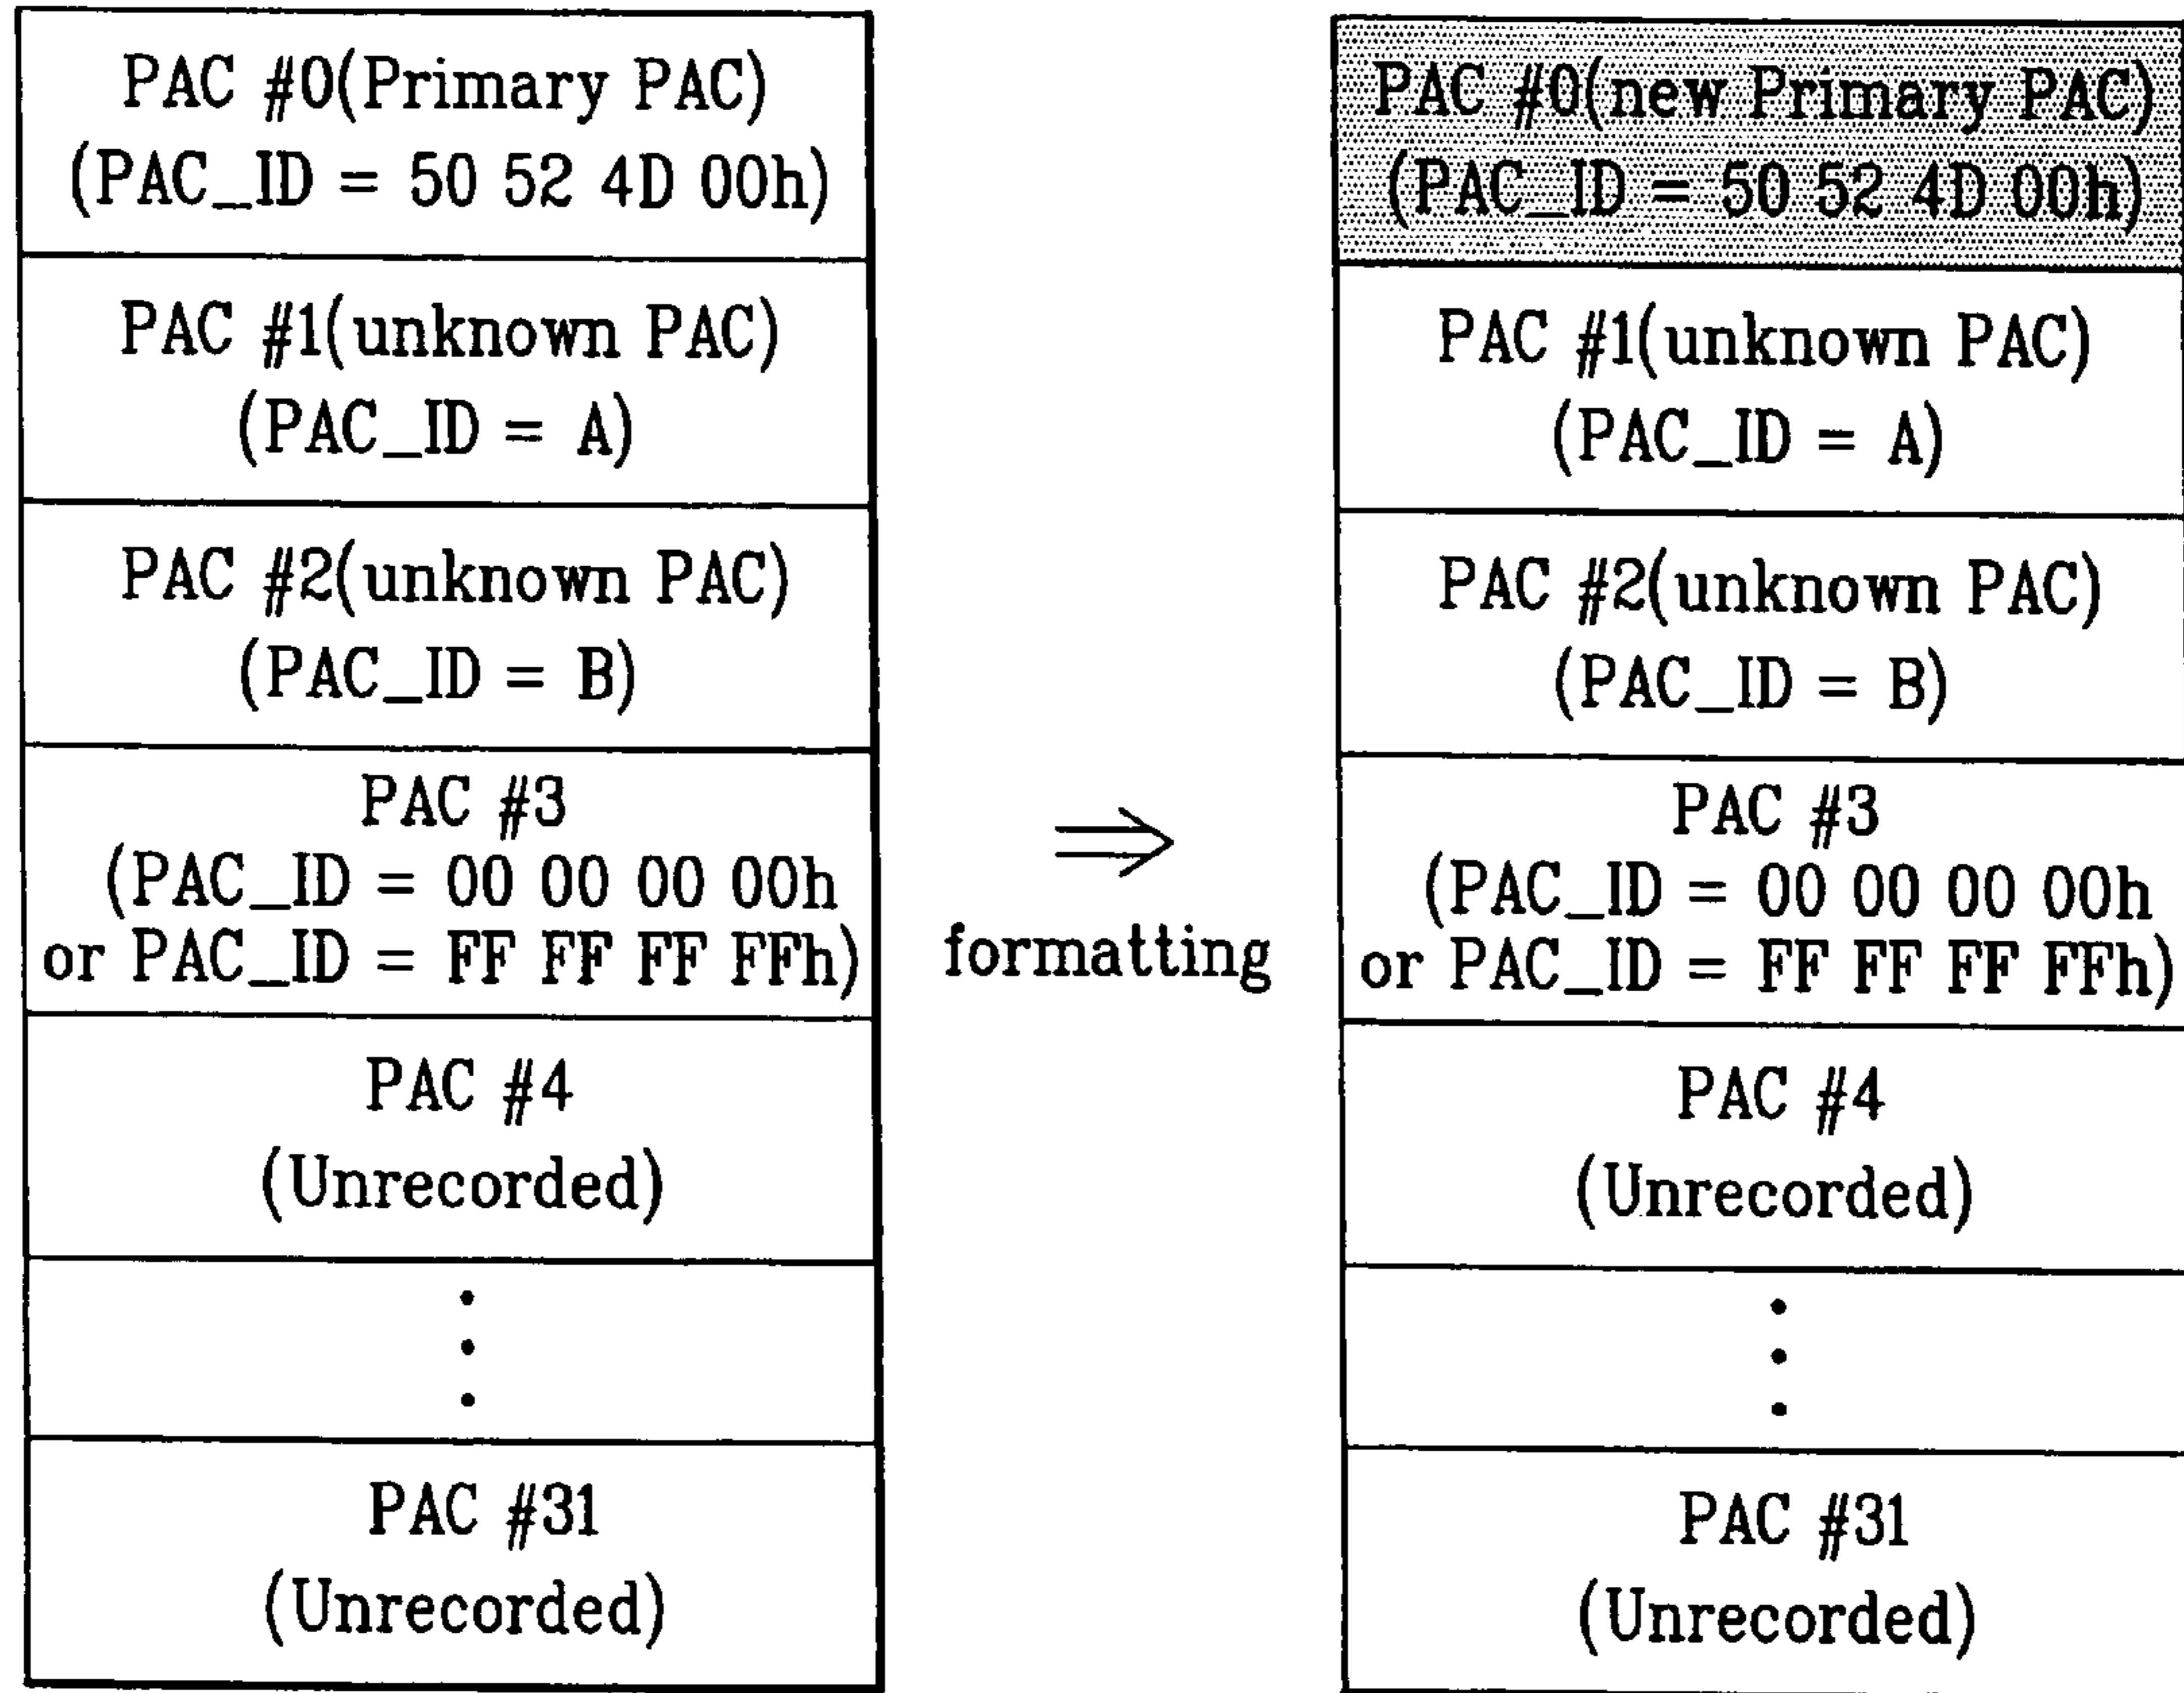 PAC #0(Primary PAC)
(PAC_ID = 50 52 4D 00h)
PAC #1(unknown PAC)
(PAC_ID = A)
PAC #2(unknown PAC)
(PAC_ID = B)
PAC #3
(PAC_ID = 00 00 00 00h
or PAC_ID = FF FF FF FFh)
PAC #4
(Unrecorded)
PAC #31
(Unrecorded)
⇒
formatting
PAC #0(new Primary PAC)
(PAC_ID = 50 52 4D 00h)
PAC #1(unknown PAC)
(PAC_ID = A)
PAC #2(unknown PAC)
(PAC_ID = B)
PAC #3
(PAC_ID = 00 00 00 00h
or PAC_ID = FF FF FF FFh)
PAC #4
(Unrecorded)
PAC #31
(Unrecorded)